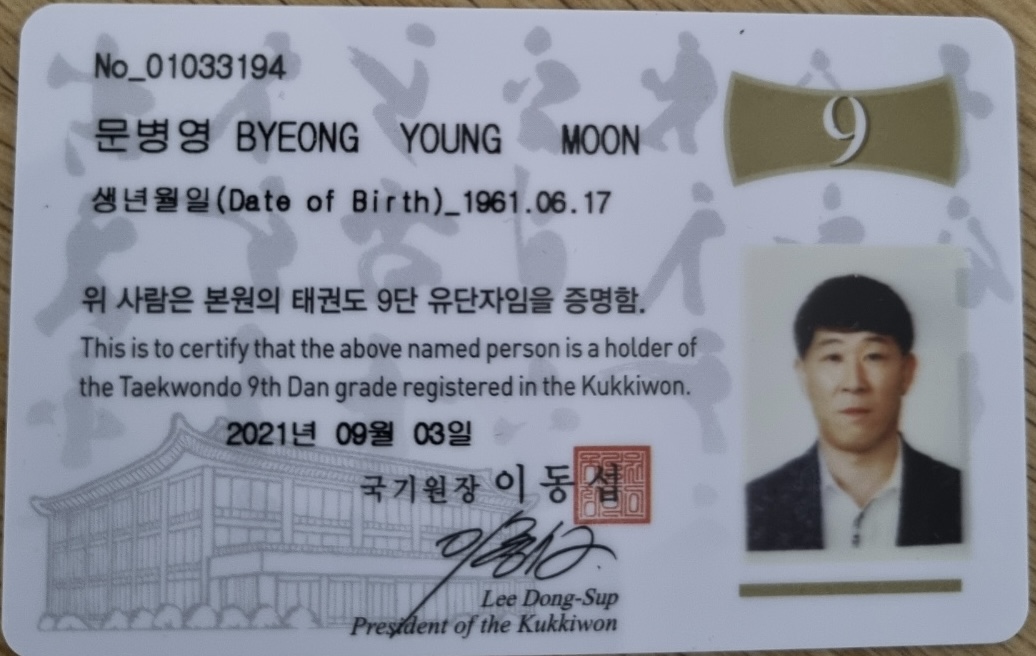 No_01033194
9
문병영 BYEONG YOUNG MOON
생년월일(Date of Birth)_1961.06.17
위 사람은 본원의 태권도 9단 유단자임을 증명함.
This is to certify that the above named person is a holder of
the Taekwondo 9th Dan grade registered in the Kukkiwon.
2021년 09월 03일
국기원장 이동섭
Lee Dong-Sup
President of the Kukkiwon